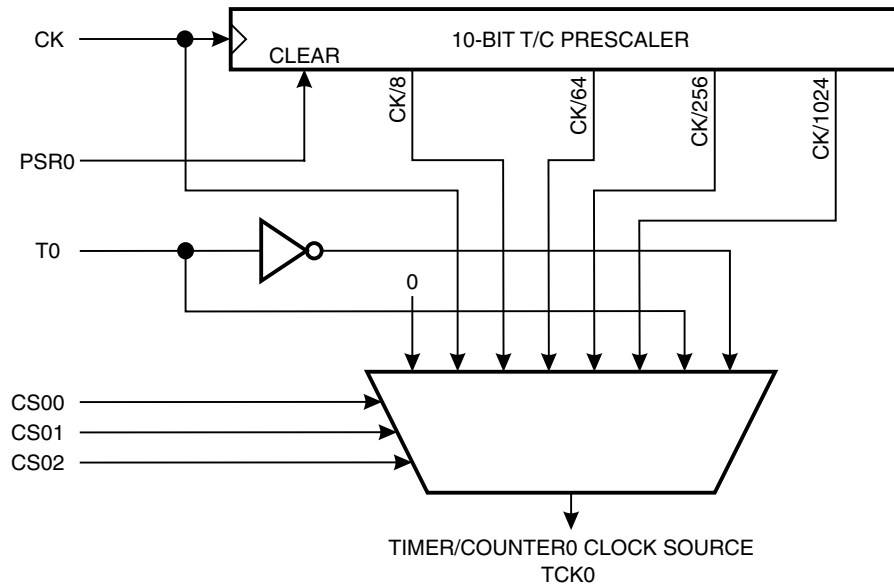 CK
10-BIT T/C PRESCALER
CLEAR
CK/8
CK/64
CK/256
CK/1024
PSR0
T0
0
CS00
CS01
CS02
TIMER/COUNTER0 CLOCK SOURCE
TCK0